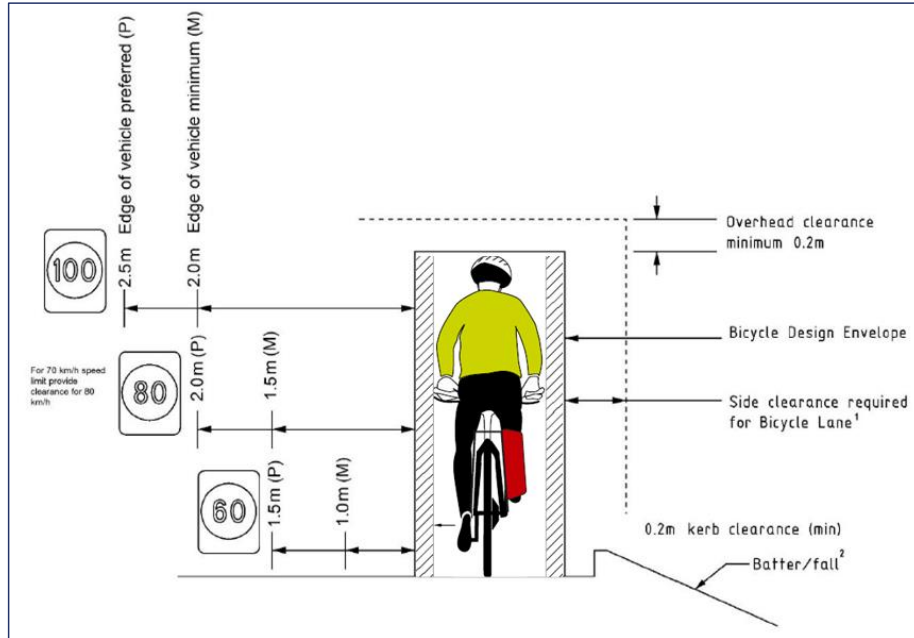 2.5m Edge of vehicle preferred (P)
2.0m Edge of vehicle minimum (M)
100
Overhead clearance
minimum 0.2m
Bicycle Design Envelope
For 70 km/h speed
limit provide
clearance for 80
km/h
80
2.0m (P)
1.5m (M)
Side clearance required
for Bicycle Lane¹
60
1.5m (P)
1.0m (M)
0.2m kerb clearance (min)
Batter/fall²